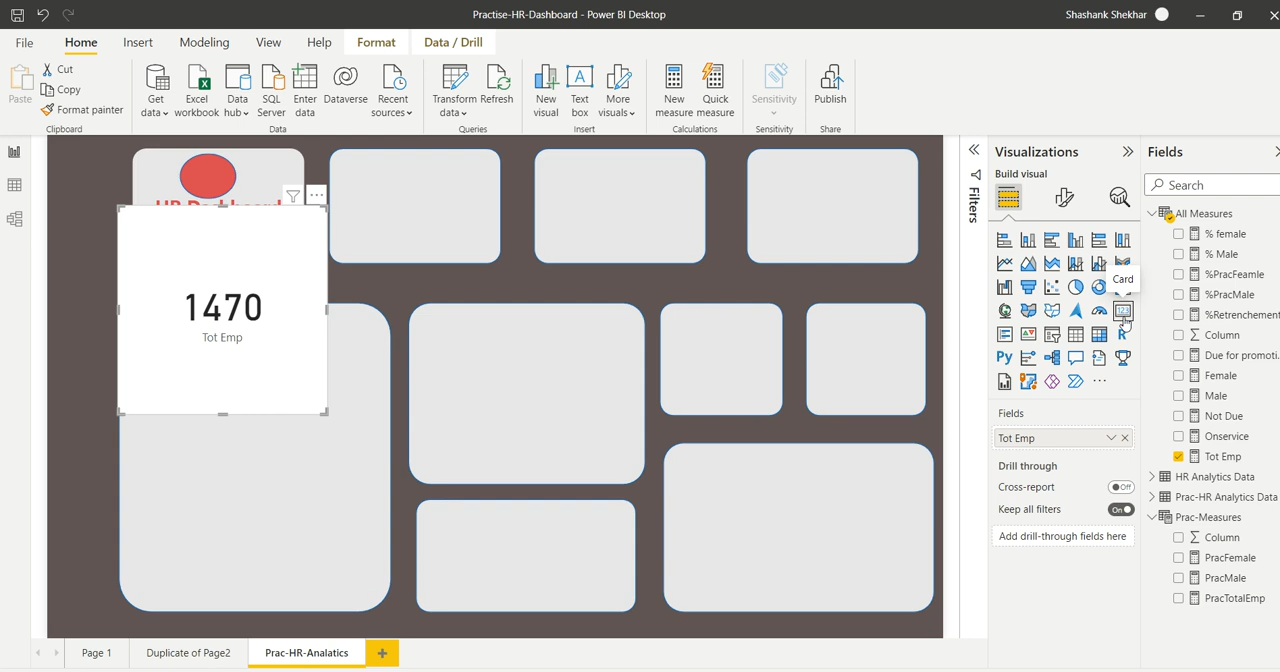 Practise-HR-Dashboard - Power BI Desktop
Shashank Shekhar
File
Home
Insert
Modeling
View
Help
Format
Data / Drill
Paste
Cut
Copy
Format painter
Clipboard
Get data
Excel workbook
Data hub
SQL Server
Enter data
Dataverse
Recent sources
Data
Transform data
Refresh
Queries
New visual
Text box
More visuals
Insert
New measure
Quick measure
Calculations
Sensitivity
Sensitivity
Publish
Share
HR Dashboard
1470
Tot Emp
Filters
Visualizations
Build visual
Card
123
R
Py
Fields
Tot Emp
Drill through
Cross-report
Off
Keep all filters
On
Add drill-through fields here
Fields
Search
All Measures
% female
% Male
%PracFeamle
%PracMale
%Retrenchement
Column
Due for promoti...
Female
Male
Not Due
Onservice
Tot Emp
HR Analytics Data
Prac-HR Analytics Data
Prac-Measures
Column
PracFemale
PracMale
PracTotalEmp
Page 1
Duplicate of Page2
Prac-HR-Analatics